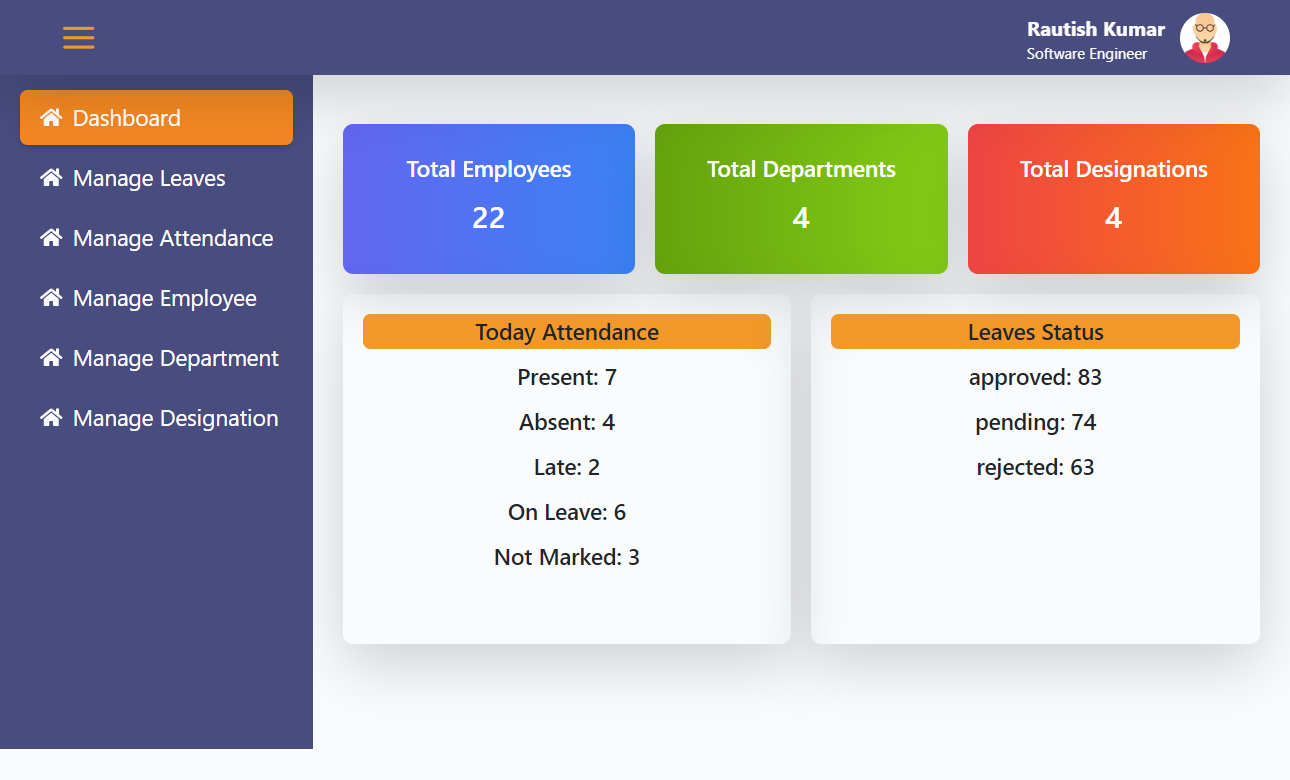 Rautish Kumar
Software Engineer
Dashboard
Manage Leaves
Manage Attendance
Manage Employee
Manage Department
Manage Designation
Total Employees
22
Total Departments
4
Total Designations
4
Today Attendance
Present: 7
Absent: 4
Late: 2
On Leave: 6
Not Marked: 3
Leaves Status
approved: 83
pending: 74
rejected: 63